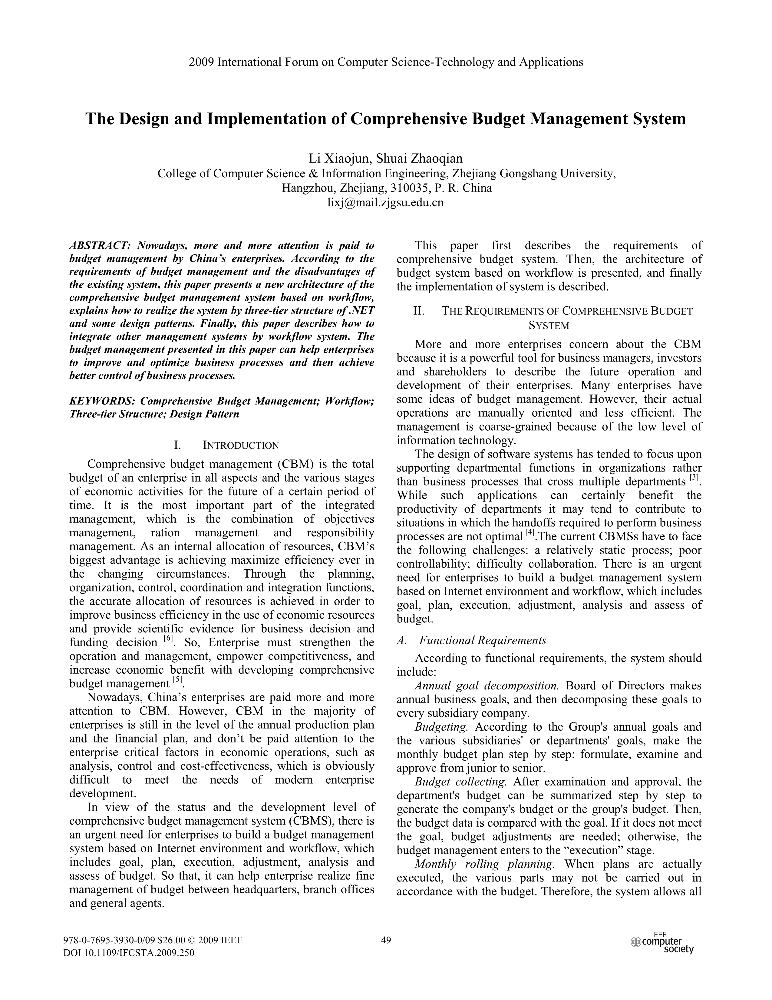 2009 International Forum on Computer Science-Technology and Applications
The Design and Implementation of Comprehensive Budget Management System
Li Xiaojun, Shuai Zhaoqian
College of Computer Science & Information Engineering, Zhejiang Gongshang University,
Hangzhou, Zhejiang, 310035, P. R. China
lixj@mail.zjgsu.edu.cn
ABSTRACT: Nowadays, more and more attention is paid to
budget management by China’s enterprises. According to the
requirements of budget management and the disadvantages of
the existing system, this paper presents a new architecture of the
comprehensive budget management system based on workflow,
explains how to realize the system by three-tier structure of .NET
and some design patterns. Finally, this paper describes how to
integrate other management systems by workflow system. The
budget management presented in this paper can help enterprises
to improve and optimize business processes and then achieve
better control of business processes.
KEYWORDS: Comprehensive Budget Management; Workflow;
Three-tier Structure; Design Pattern
I. INTRODUCTION
Comprehensive budget management (CBM) is the total
budget of an enterprise in all aspects and the various stages
of economic activities for the future of a certain period of
time. It is the most important part of the integrated
management, which is the combination of objectives
management, ration management and responsibility
management. As an internal allocation of resources, CBM’s
biggest advantage is achieving maximize efficiency ever in
the changing circumstances. Through the planning,
organization, control, coordination and integration functions,
the accurate allocation of resources is achieved in order to
improve business efficiency in the use of economic resources
and provide scientific evidence for business decision and
funding decision [6]. So, Enterprise must strengthen the
operation and management, empower competitiveness, and
increase economic benefit with developing comprehensive
budget management [5].
Nowadays, China’s enterprises are paid more and more
attention to CBM. However, CBM in the majority of
enterprises is still in the level of the annual production plan
and the financial plan, and don’t be paid attention to the
enterprise critical factors in economic operations, such as
analysis, control and cost-effectiveness, which is obviously
difficult to meet the needs of modern enterprise
development.
In view of the status and the development level of
comprehensive budget management system (CBMS), there is
an urgent need for enterprises to build a budget management
system based on Internet environment and workflow, which
includes goal, plan, execution, adjustment, analysis and
assess of budget. So that, it can help enterprise realize fine
management of budget between headquarters, branch offices
and general agents.
This paper first describes the requirements of
comprehensive budget system. Then, the architecture of
budget system based on workflow is presented, and finally
the implementation of system is described.
II. THE REQUIREMENTS OF COMPREHENSIVE BUDGET
SYSTEM
More and more enterprises concern about the CBM
because it is a powerful tool for business managers, investors
and shareholders to describe the future operation and
development of their enterprises. Many enterprises have
some ideas of budget management. However, their actual
operations are manually oriented and less efficient. The
management is coarse-grained because of the low level of
information technology.
The design of software systems has tended to focus upon
supporting departmental functions in organizations rather
than business processes that cross multiple departments [3].
While such applications can certainly benefit the
productivity of departments it may tend to contribute to
situations in which the handoffs required to perform business
processes are not optimal [4].The current CBMSs have to face
the following challenges: a relatively static process; poor
controllability; difficulty collaboration. There is an urgent
need for enterprises to build a budget management system
based on Internet environment and workflow, which includes
goal, plan, execution, adjustment, analysis and assess of
budget.
A. Functional Requirements
According to functional requirements, the system should
include:
Annual goal decomposition. Board of Directors makes
annual business goals, and then decomposing these goals to
every subsidiary company.
Budgeting. According to the Group's annual goals and
the various subsidiaries' or departments' goals, make the
monthly budget plan step by step: formulate, examine and
approve from junior to senior.
Budget collecting. After examination and approval, the
department's budget can be summarized step by step to
generate the company's budget or the group's budget. Then,
the budget data is compared with the goal. If it does not meet
the goal, budget adjustments are needed; otherwise, the
budget management enters to the “execution” stage.
Monthly rolling planning. When plans are actually
executed, the various parts may not be carried out in
accordance with the budget. Therefore, the system allows all
978-0-7695-3930-0/09 $26.00 © 2009 IEEE
DOI 10.1109/IFCSTA.2009.250
49
IEEE
computer
society